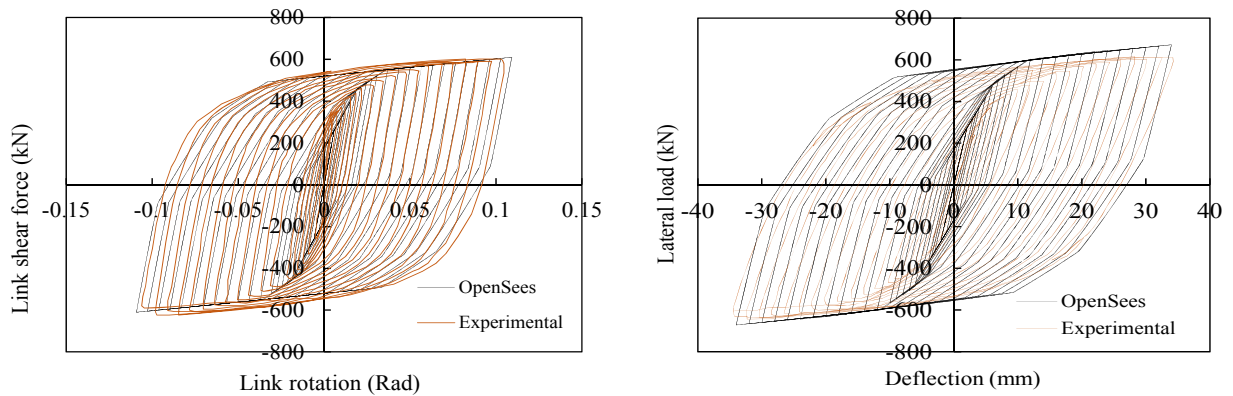 800
600
400
200
0
-200
-400
-600
-800
-0.15 -0.1 -0.05 0 0.05 0.1 0.15
Link shear force (kN)
Link rotation (Rad)
OpenSees
Experimental
800
600
400
200
0
-200
-400
-600
-800
-40 -30 -20 -10 0 10 20 30 40
Lateral load (kN)
Deflection (mm)
OpenSees
Experimental